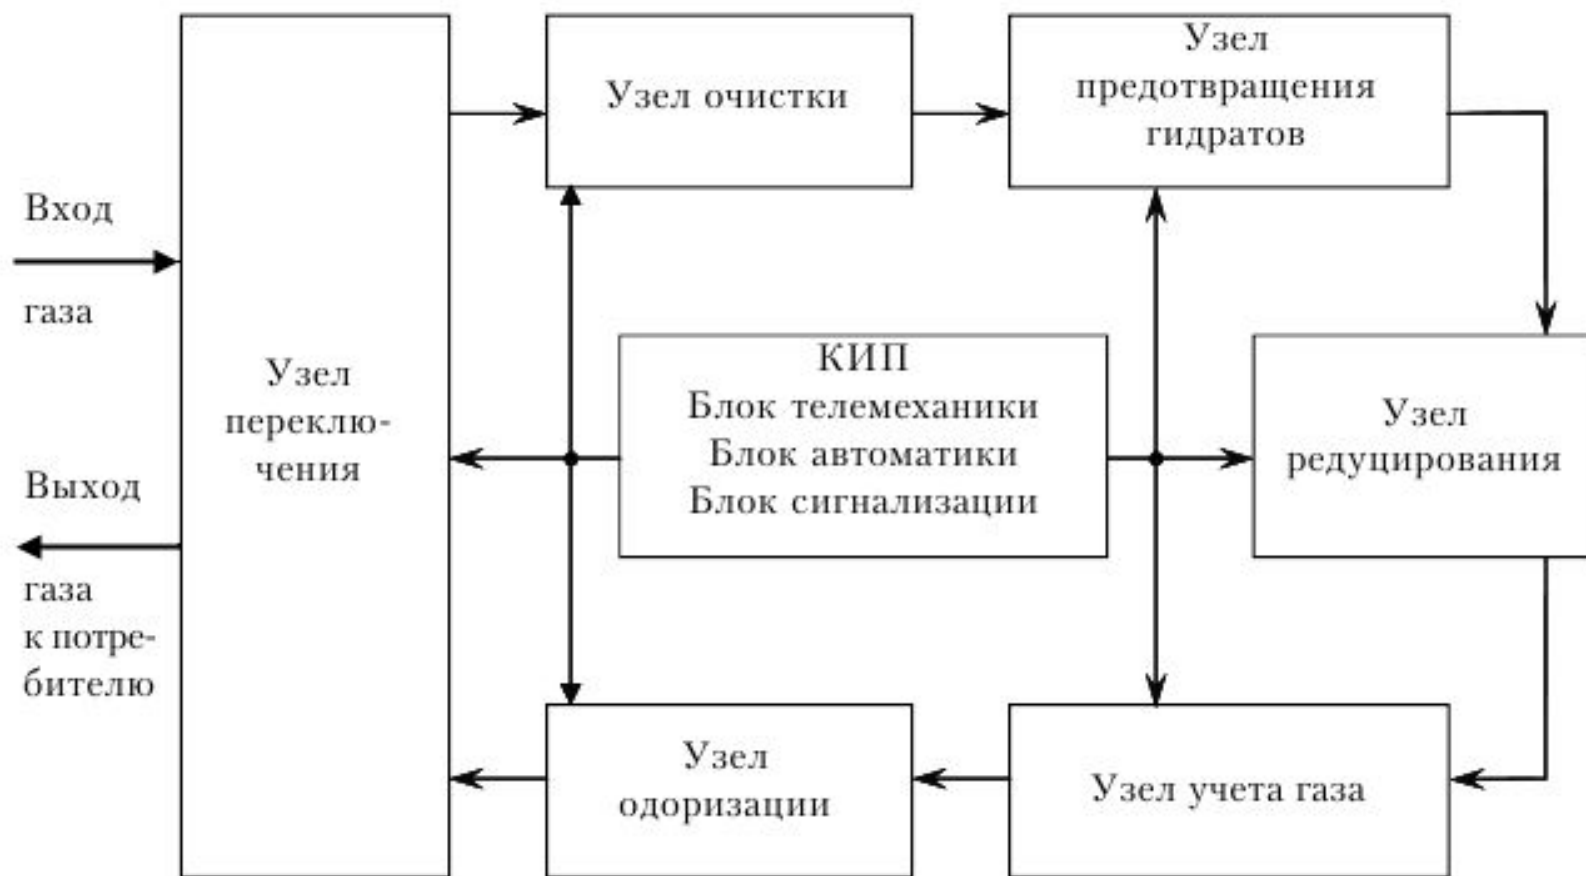 Вход
газа
Выход
газа
к потре-
бителю
Узел
переклю-
чения
Узел очистки
Узел
предотвращения
гидратов
КИП
Блок телемеханики
Блок автоматики
Блок сигнализации
Узел
редуцирования
Узел
одоризации
Узел учета газа